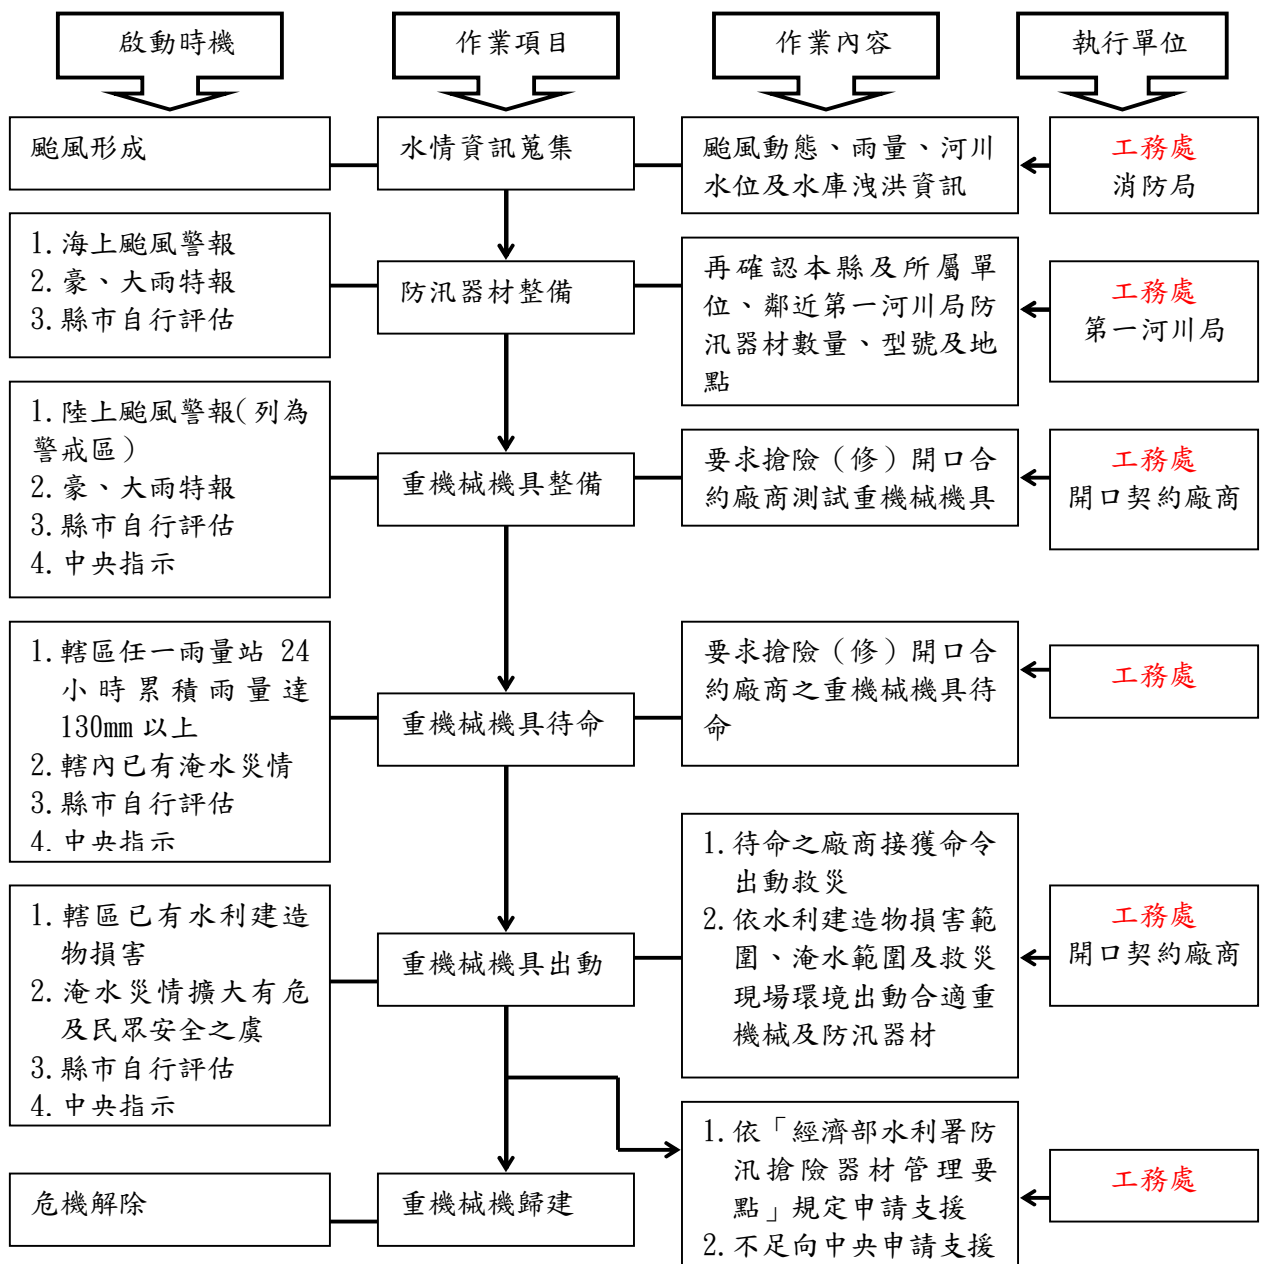 啟動時機
作業項目
作業內容
執行單位
颱風形成
水情資訊蒐集
颱風動態、雨量、河川
水位及水庫洩洪資訊
工務處
消防局
1.海上颱風警報
2.豪、大雨特報
3.縣市自行評估
防汛器材整備
再確認本縣及所屬單
位、鄰近第一河川局防
汛器材數量、型號及地
點
工務處
第一河川局
1.陸上颱風警報(列為
警戒區)
2.豪、大雨特報
3.縣市自行評估
4.中央指示
重機械機具整備
要求搶險（修）開口合
約廠商測試重機械機具
工務處
開口契約廠商
1.轄區任一雨量站 24
小時累積雨量達
130mm 以上
2.轄內已有淹水災情
3.縣市自行評估
4.中央指示
重機械機具待命
要求搶險（修）開口合
約廠商之重機械機具待
命
工務處
1.轄區已有水利建造
物損害
2.淹水災情擴大有危
及民眾安全之虞
3.縣市自行評估
4.中央指示
重機械機具出動
1.待命之廠商接獲命令
出動救災
2.依水利建造物損害範
圍、淹水範圍及救災
現場環境出動合適重
機械及防汛器材
工務處
開口契約廠商
危機解除
重機械機歸建
1.依「經濟部水利署防
汛搶險器材管理要
點」規定申請支援
2.不足向中央申請支援
工務處